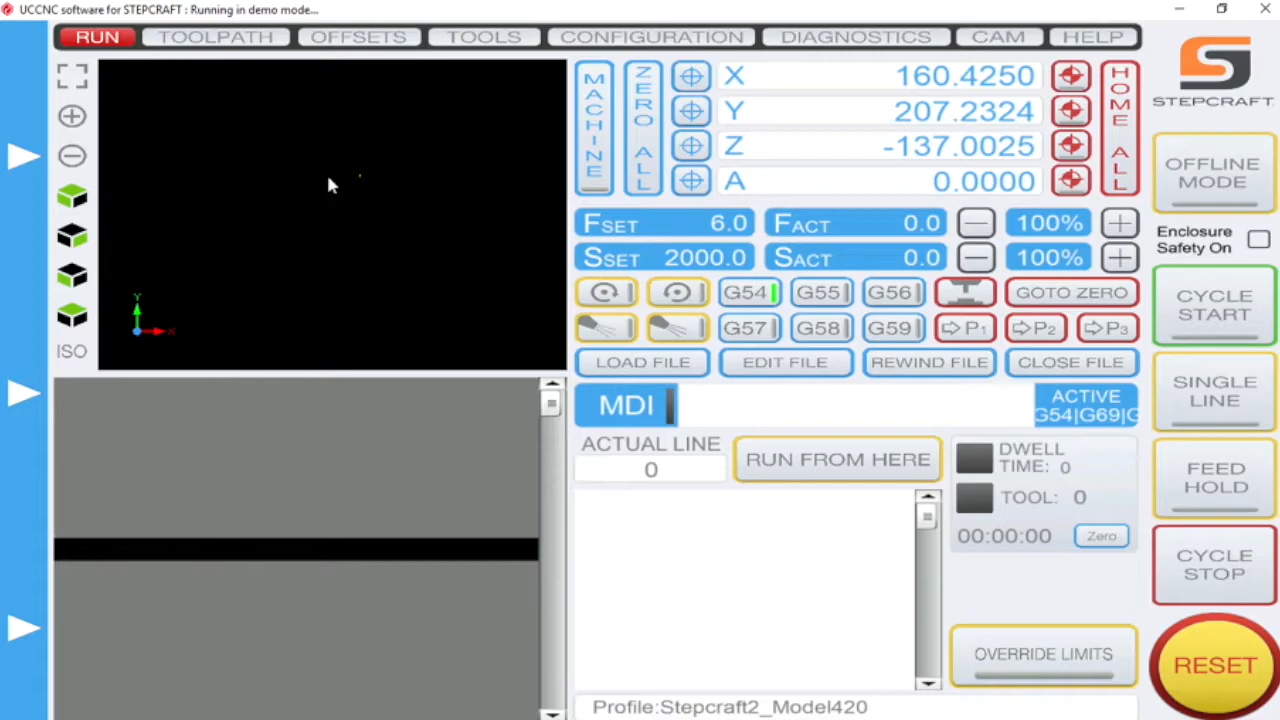 UCCNC software for STEPCRAFT : Running in demo mode...
RUN TOOLPATH OFFSETS TOOLS CONFIGURATION DIAGNOSTICS CAM HELP
ISO
Y
X
MACHINE
ZERO ALL
X 160.4250
Y 207.2324
Z -137.0025
A 0.0000
HOME ALL
FSET 6.0 FACT 0.0 100%
SSET 2000.0 SACT 0.0 100%
G54 G55 G56 GOTO ZERO
G57 G58 G59 P1 P2 P3
LOAD FILE EDIT FILE REWIND FILE CLOSE FILE
MDI
ACTIVE
G54|G69|G
ACTUAL LINE
0
RUN FROM HERE
DWELL
TIME: 0
TOOL: 0
00:00:00 Zero
OVERRIDE LIMITS
Profile:Stepcraft2_Model420
S
STEPCRAFT
OFFLINE
MODE
Enclosure
Safety On
CYCLE
START
SINGLE
LINE
FEED
HOLD
CYCLE
STOP
RESET